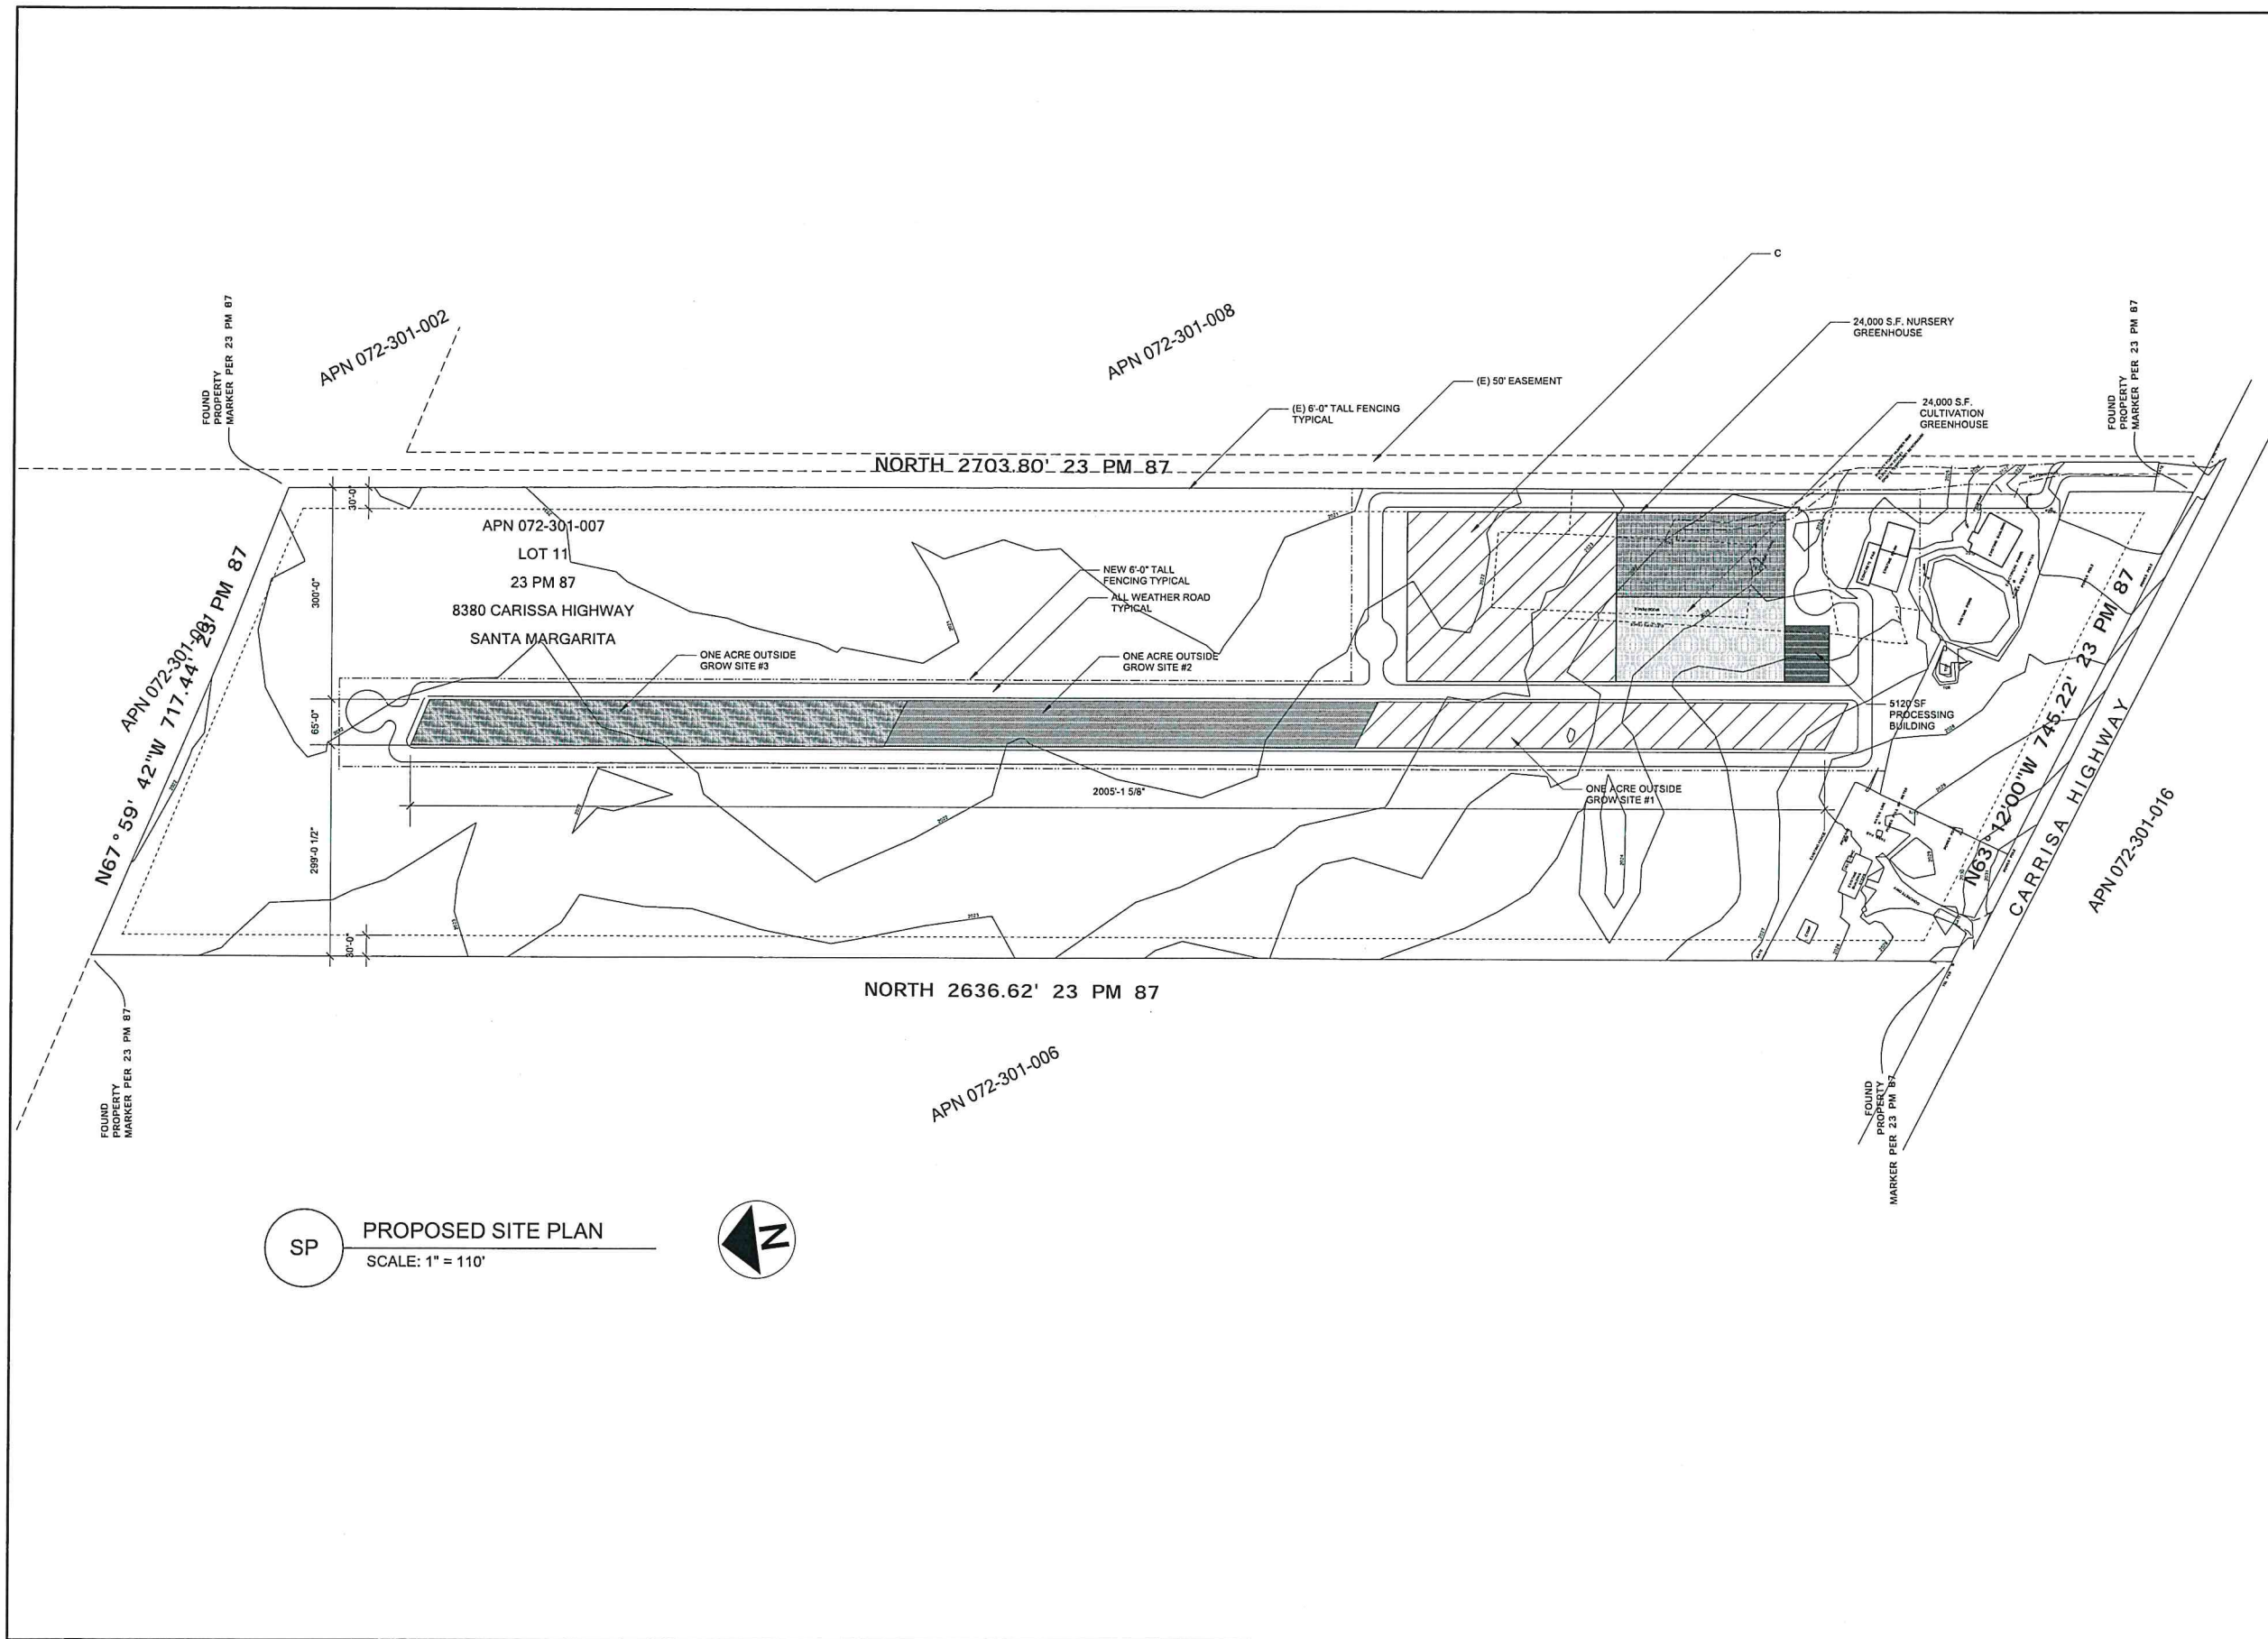 C
24,000 S.F. NURSERY
GREENHOUSE
FOUND
PROPERTY
MARKER PER 23 PM 87
APN 072-301-002
APN 072-301-008
FOUND
PROPERTY
MARKER PER 23 PM 87
(E) 50' EASEMENT
(E) 6'-0" TALL FENCING
TYPICAL
24,000 S.F.
CULTIVATION
GREENHOUSE
NORTH 2703.80' 23 PM 87
30'-0"
APN 072-301-007
LOT 11
23 PM 87
8380 CARISSA HIGHWAY
SANTA MARGARITA
300'-0"
NEW 6'-0" TALL
FENCING TYPICAL
ALL WEATHER ROAD
TYPICAL
ONE ACRE OUTSIDE
GROW SITE #3
ONE ACRE OUTSIDE
GROW SITE #2
APN 072-301-001
N67°59' 42"W 717.44' 23 PM 87
65'-0"
5120 SF
PROCESSING
BUILDING
N63°12'00"W 745.22' 23 PM 87
CARRISA HIGHWAY
APN 072-301-016
2005'-1 5/8"
ONE ACRE OUTSIDE
GROW SITE #1
299'-0 1/2"
30'-0"
NORTH 2636.62' 23 PM 87
APN 072-301-006
FOUND
PROPERTY
MARKER PER 23 PM 87
FOUND
PROPERTY
MARKER PER 23 PM 87
SP
PROPOSED SITE PLAN
SCALE: 1" = 110'
N